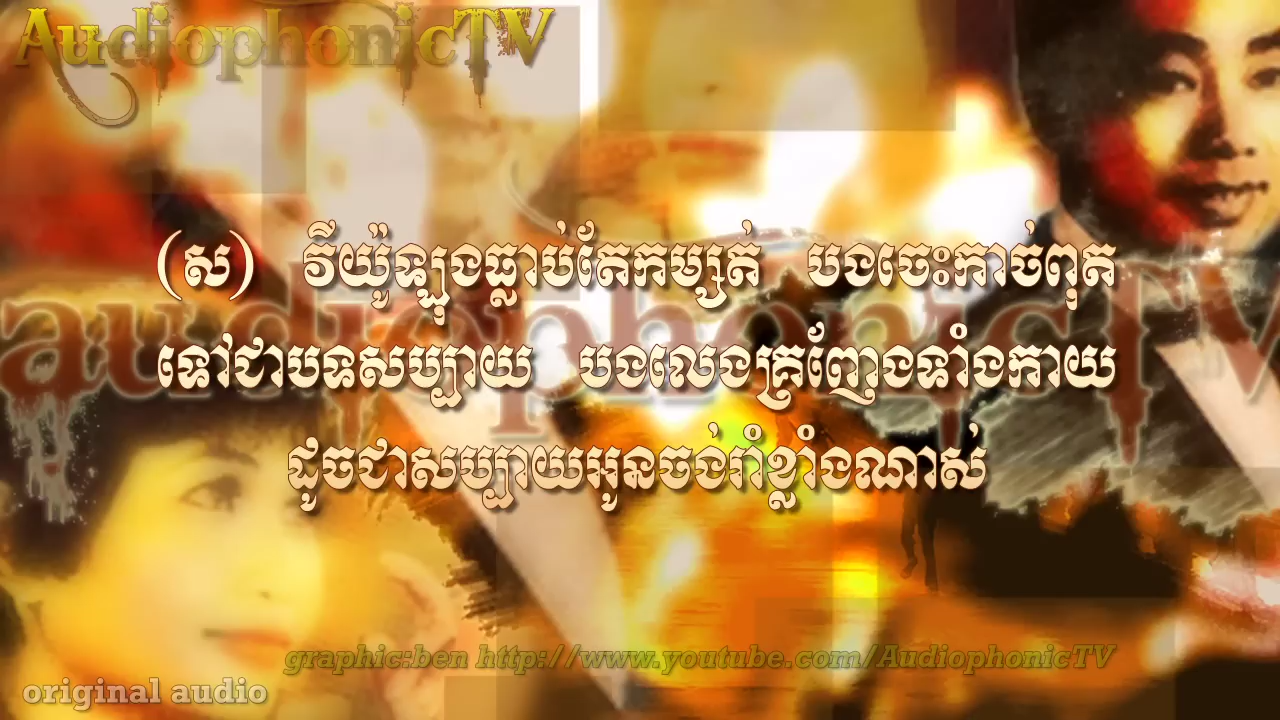 AudiophonicTV
(ស) វីយ៉ូឡុងធ្លាប់តែកម្សត់ បងចេះកាច់ពុត
audiophonicTV
ទៅជាបទសប្បាយ បងលេងគ្រញែងទាំងកាយ
ដូចជាសប្បាយអូនចង់រាំខ្លាំងណាស់
graphic:ben http://www.youtube.com/AudiophonicTV
original audio